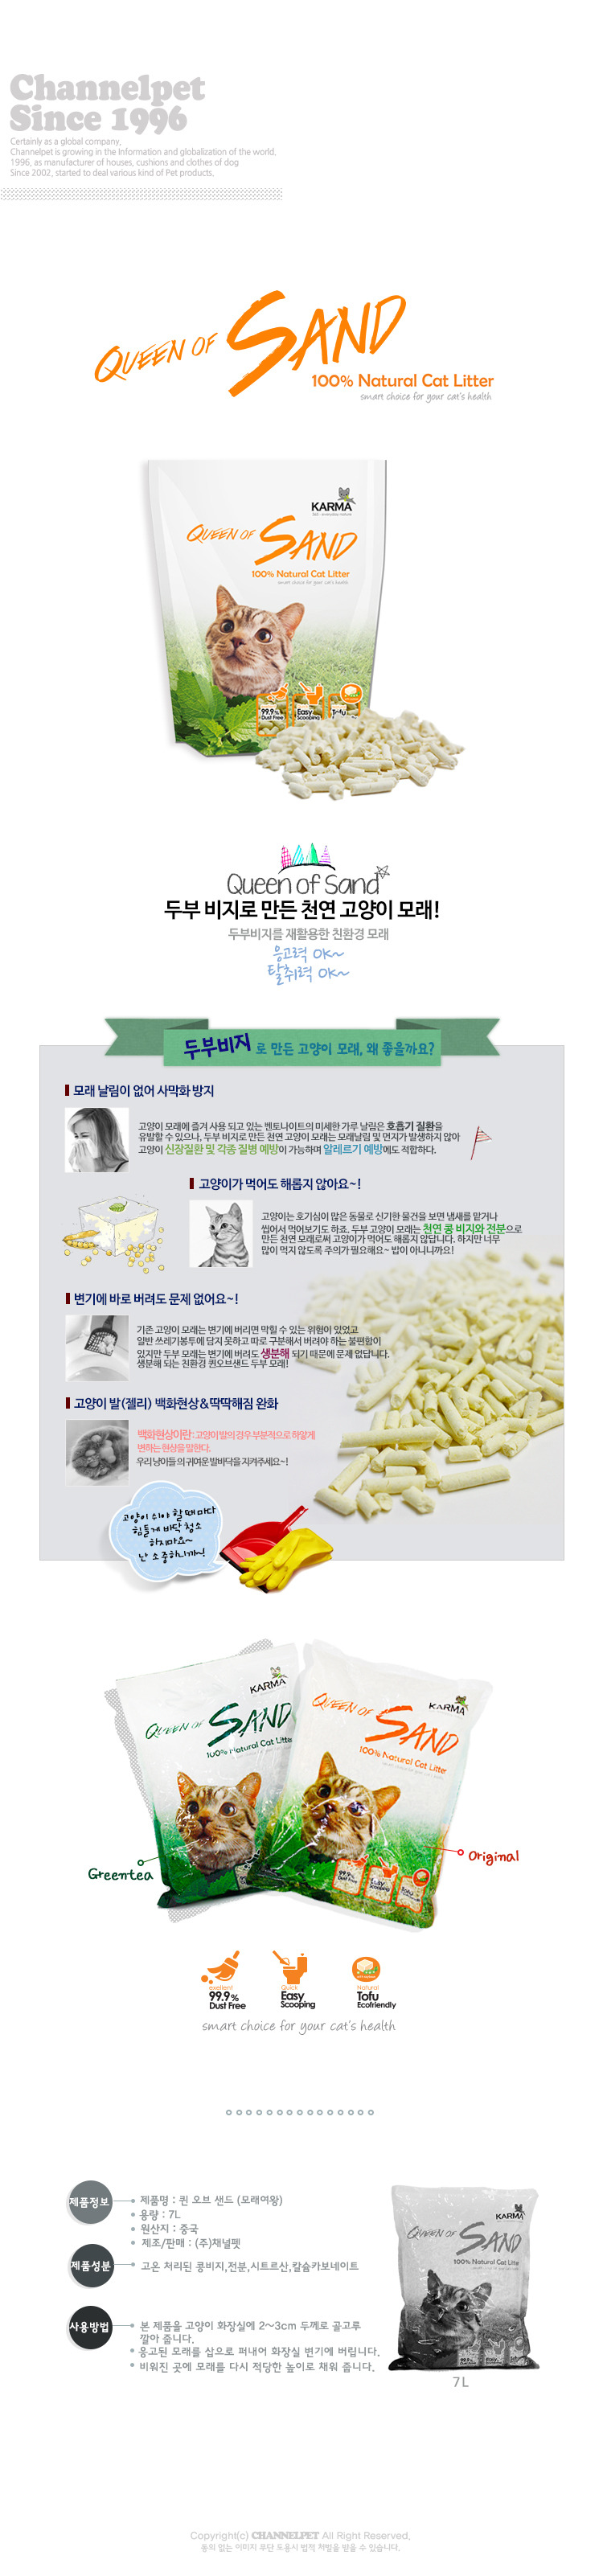 Channelpet
Since 1996
Certainly as a global company,
Channelpet is growing in the Information and globalization of the world.
1996, as manufacturer of houses, cushions and clothes of dog
Since 2002, started to deal various kind of Pet products.
QUEEN OF SAND
100% Natural Cat Litter
smart choice for your cat's health
KARMA
QUEEN OF SAND
100% Natural Cat Litter
smart choice for your cat's health
99.9% Dust Free
Easy Scooping
Tofu
Queen of Sand
두부 비지로 만든 천연 고양이 모래!
두부비지를 재활용한 친환경 모래
응고력 OK~
탈취력 OK~
두부비지로 만든 고양이 모래, 왜 좋을까요?
모래 날림이 없어 사막화 방지
고양이 모래에 즐겨 사용 되고 있는 벤토나이트의 미세한 가루 날림은 호흡기 질환을
유발할 수 있으나, 두부 비지로 만든 천연 고양이 모래는 모래날림 및 먼지가 발생하지 않아
고양이 신장질환 및 각종 질병 예방이 가능하며 알레르기 예방에도 적합하다.
고양이가 먹어도 해롭지 않아요~!
고양이는 호기심이 많은 동물로 신기한 물건을 보면 냄새를 맡거나
씹어서 먹어보기도 하죠. 두부 고양이 모래는 천연 콩 비지와 전분으로
만든 천연 모래로써 고양이가 먹어도 해롭지 않답니다. 하지만 너무
많이 먹지 않도록 주의가 필요해요~ 밥이 아니니까요!
변기에 바로 버려도 문제 없어요~!
기존 고양이 모래는 변기에 버리면 막힐 수 있는 위험이 있었고
일반 쓰레기봉투에 담지 못하고 따로 구분해서 버려야 하는 불편함이
있지만 두부 모래는 변기에 버려도 생분해 되기 때문에 문제 없답니다.
생분해 되는 친환경 퀸오브샌드 두부 모래!
고양이 발(젤리) 백화현상&딱딱해짐 완화
백화현상이란 : 고양이 발의 경우 부분적으로 하얗게
변하는 현상을 말한다.
우리 냥이들 의 귀여운 발바닥을 지켜주세요~!
고양이 쉬야 할 때 마다
힘들게 바닥 청소
하지마요~
난 소중하니까~!
KARMA
QUEEN OF SAND
100% Natural Cat Litter
KARMA
QUEEN OF SAND
100% Natural Cat Litter
99.9% Dust Free
Easy Scooping
Greentea
Original
exellent
99.9%
Dust Free
Quick
Easy
Scooping
Natural
Tofu
Ecofriendly
smart choice for your cat's health
제품정보
제품명 : 퀸 오브 샌드 (모래여왕)
용량 : 7L
원산지 : 중국
제조/판매 : (주)채널펫
제품성분
고온 처리된 콩비지,전분,시트르산,칼슘카보네이트
사용방법
본 제품을 고양이 화장실에 2~3cm 두께로 골고루
깔아 줍니다.
응고된 모래를 삽으로 퍼내어 화장실 변기에 버립니다.
비워진 곳에 모래를 다시 적당한 높이로 채워 줍니다.
KARMA
QUEEN OF SAND
100% Natural Cat Litte
7L
Copyright(c) CHANNELPET All Right Reserved.
동의 없는 이미지 무단 도용시 법적 처벌을 받을 수 있습니다.